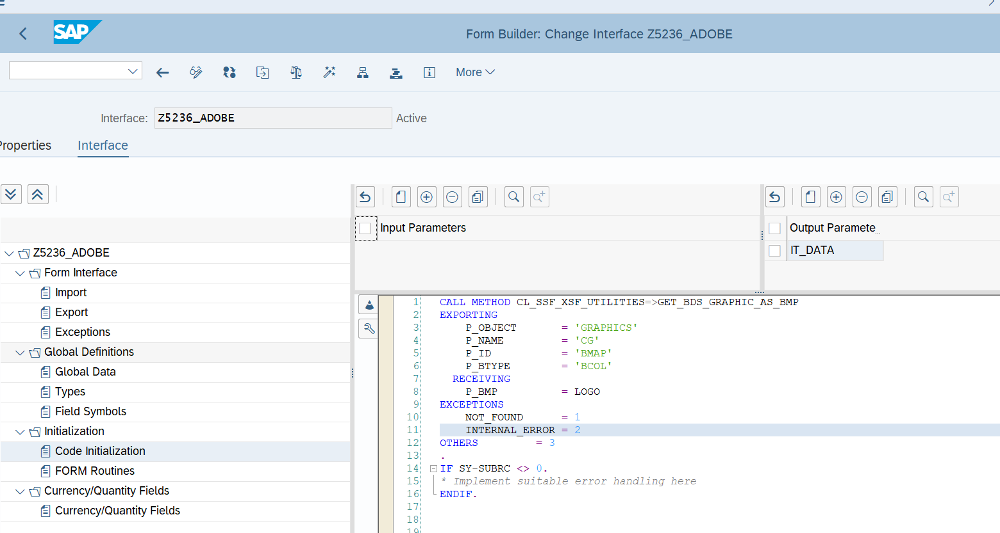 SAP
Form Builder: Change Interface Z5236_ADOBE
More
Interface: Z5236_ADOBE Active
Properties Interface
Input Parameters
Output Paramete...
IT_DATA
Z5236_ADOBE
Form Interface
Import
Export
Exceptions
Global Definitions
Global Data
Types
Field Symbols
Initialization
Code Initialization
FORM Routines
Currency/Quantity Fields
Currency/Quantity Fields
1 CALL METHOD CL_SSF_XSF_UTILITIES=>GET_BDS_GRAPHIC_AS_BMP
2 EXPORTING
3 P_OBJECT = 'GRAPHICS'
4 P_NAME = 'CG'
5 P_ID = 'BMAP'
6 P_BTYPE = 'BCOL'
7 RECEIVING
8 P_BMP = LOGO
9 EXCEPTIONS
10 NOT_FOUND = 1
11 INTERNAL_ERROR = 2
12 OTHERS = 3
13 .
14 IF SY-SUBRC <> 0.
15 * Implement suitable error handling here
16 ENDIF.
17
18
19